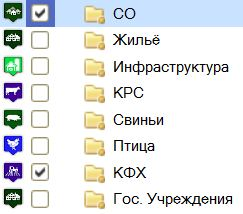 СО
Жильё
Инфраструктура
КРС
Свиньи
Птица
КФХ
Гос. Учреждения